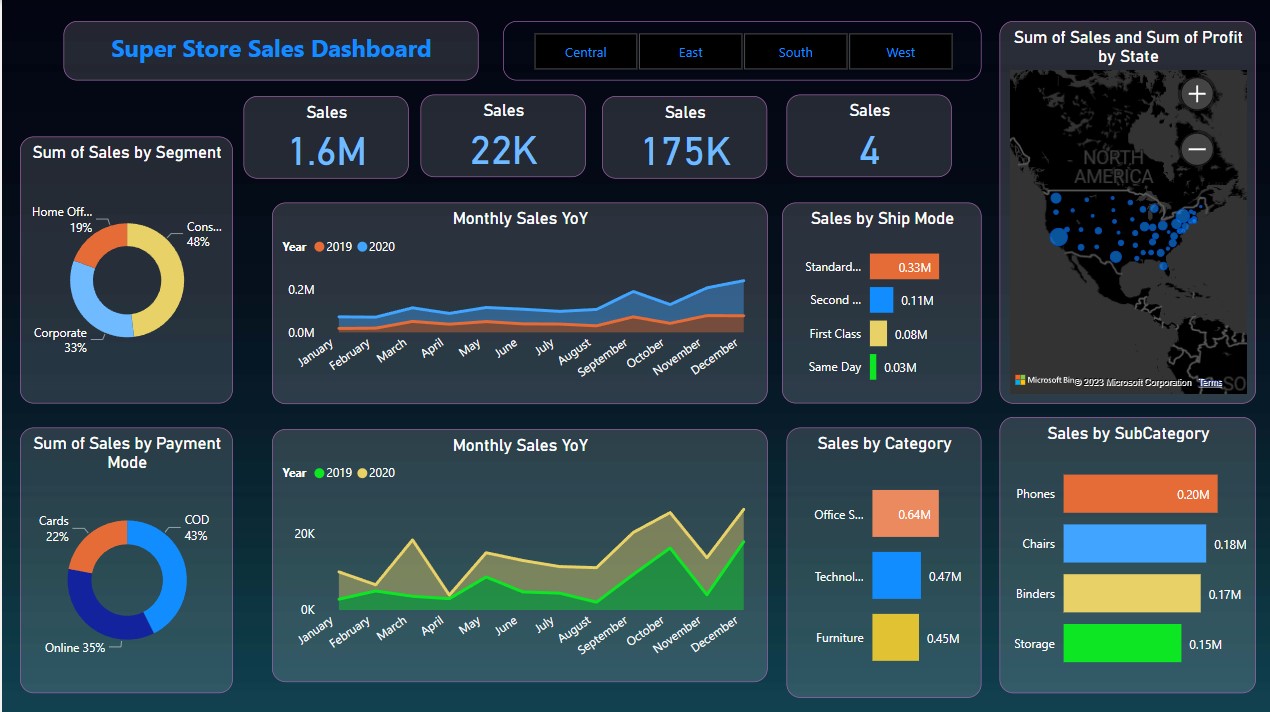 Super Store Sales Dashboard
Central
East
South
West
Sum of Sales and Sum of Profit
by State
NORTH
AMERICA
Microsoft Bing
© 2023 Microsoft Corporation
Terms
SO
Sales
1.6M
Sales
22K
Sales
175K
Sales
4
Sum of Sales by Segment
Home Off...
19%
Cons...
48%
Corporate
33%
Monthly Sales YoY
Year 2019 2020
0.2M
0.0M
January
February
March
April
May
June
July
August
September
October
November
December
Sales by Ship Mode
Standard... 0.33M
Second ... 0.11M
First Class 0.08M
Same Day 0.03M
Sum of Sales by Payment
Mode
Cards
22%
COD
43%
Online 35%
Monthly Sales YoY
Year 2019 2020
20K
0K
January
February
March
April
May
June
July
August
September
October
November
December
Sales by Category
Office S... 0.64M
Technol... 0.47M
Furniture 0.45M
Sales by SubCategory
Phones 0.20M
Chairs 0.18M
Binders 0.17M
Storage 0.15M